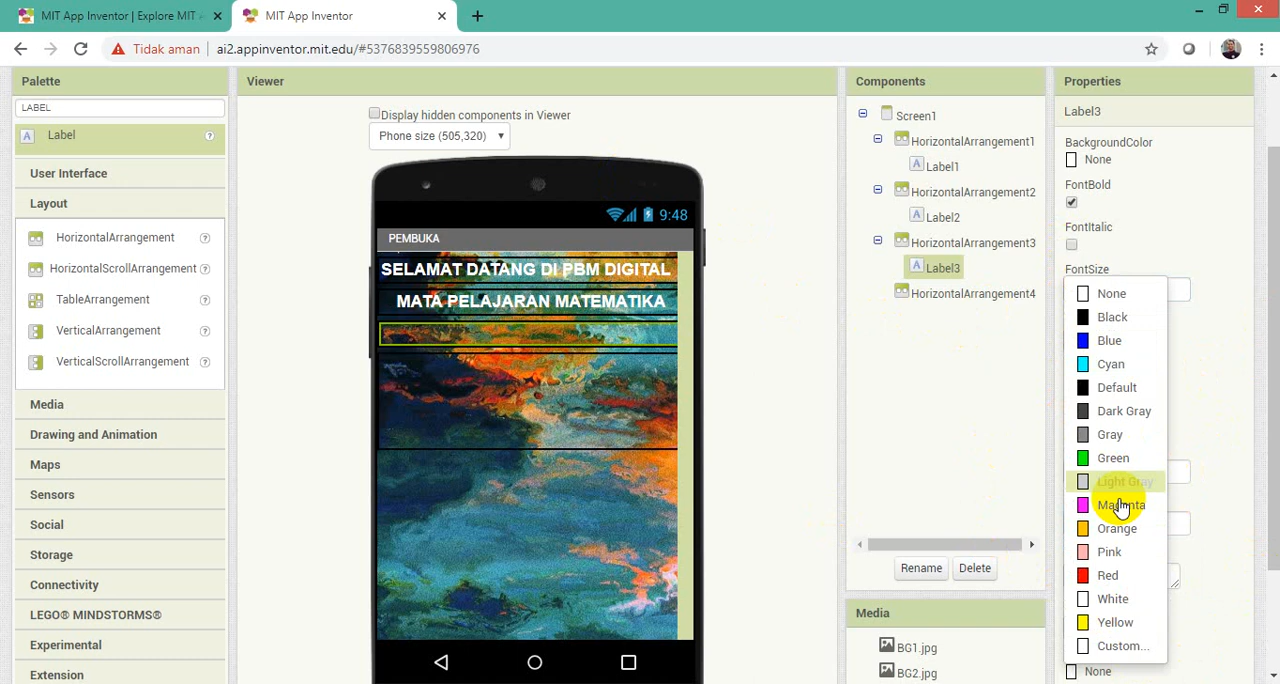 MIT App Inventor | Explore MIT A
MIT App Inventor
Tidak aman | ai2.appinventor.mit.edu/#5376839559806976
Palette
LABEL
Label
User Interface
Layout
HorizontalArrangement
HorizontalScrollArrangement
TableArrangement
VerticalArrangement
VerticalScrollArrangement
Media
Drawing and Animation
Maps
Sensors
Social
Storage
Connectivity
LEGO® MINDSTORMS®
Experimental
Extension
Viewer
Display hidden components in Viewer
Phone size (505,320)
9:48
PEMBUKA
SELAMAT DATANG DI PBM DIGITAL
MATA PELAJARAN MATEMATIKA
Components
Screen1
HorizontalArrangement1
Label1
HorizontalArrangement2
Label2
HorizontalArrangement3
Label3
HorizontalArrangement4
Rename
Delete
Media
BG1.jpg
BG2.jpg
Properties
Label3
BackgroundColor
None
FontBold
FontItalic
FontSize
None
Black
Blue
Cyan
Default
Dark Gray
Gray
Green
Light Gray
Magenta
Orange
Pink
Red
White
Yellow
Custom...
None